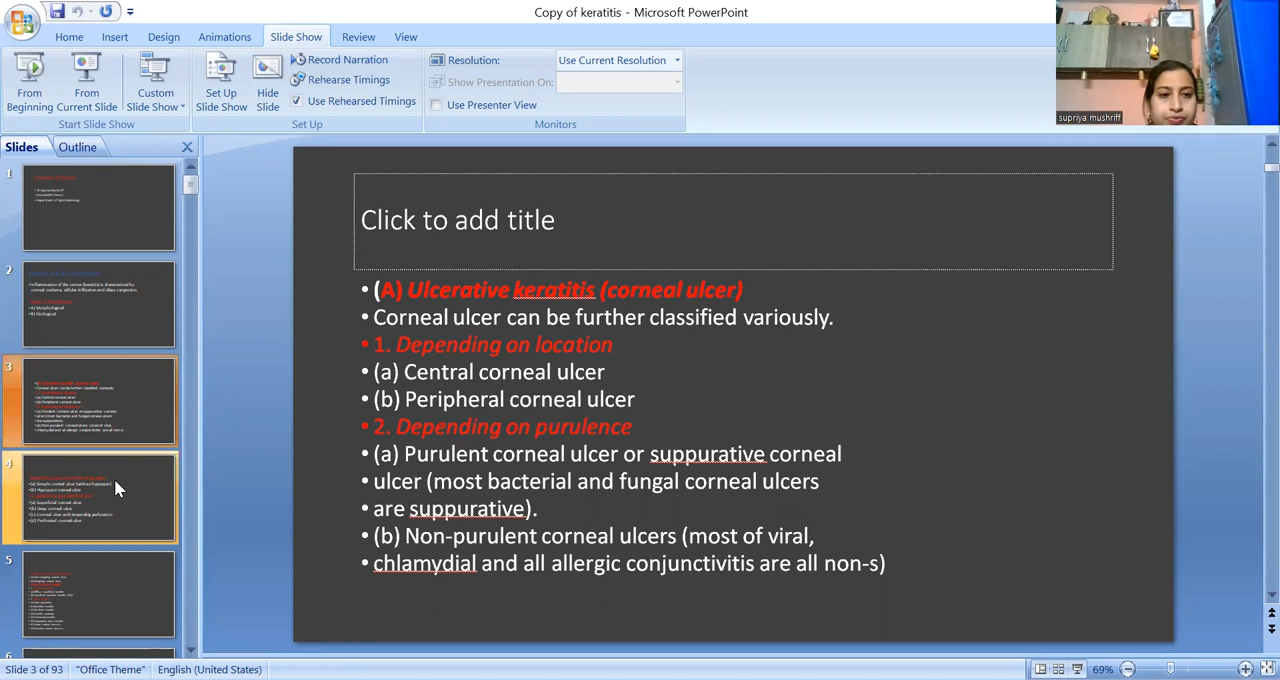 Copy of keratitis - Microsoft PowerPoint
Home Insert Design Animations Slide Show Review View
From Beginning
From Current Slide
Custom Slide Show
Start Slide Show
Set Up Slide Show
Hide Slide
Record Narration
Rehearse Timings
Use Rehearsed Timings
Set Up
Resolution: Use Current Resolution
Show Presentation On:
Use Presenter View
Monitors
supriya mushriff
Slides Outline
1
2
3
4
5
6
Click to add title
• (A) Ulcerative keratitis (corneal ulcer)
• Corneal ulcer can be further classified variously.
• 1. Depending on location
• (a) Central corneal ulcer
• (b) Peripheral corneal ulcer
• 2. Depending on purulence
• (a) Purulent corneal ulcer or suppurative corneal
• ulcer (most bacterial and fungal corneal ulcers
• are suppurative).
• (b) Non-purulent corneal ulcers (most of viral,
• chlamydial and all allergic conjunctivitis are all non-s)
Slide 3 of 93 "Office Theme" English (United States) 69%